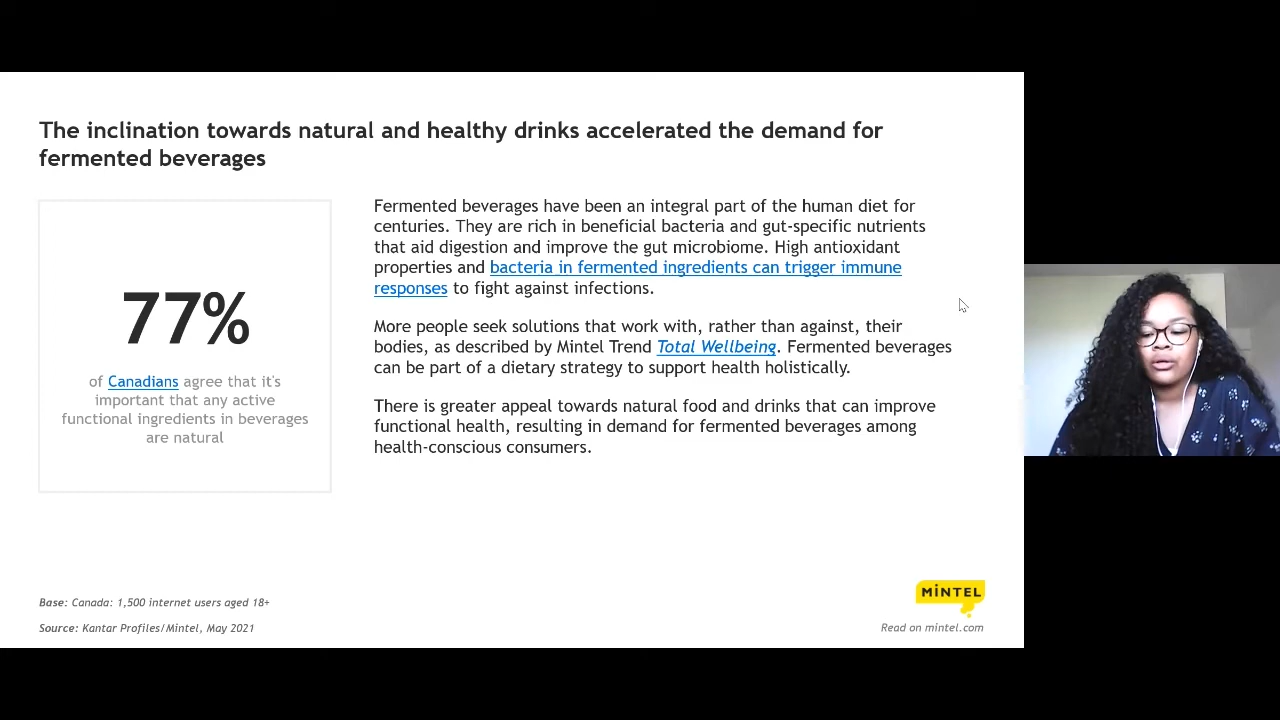 The inclination towards natural and healthy drinks accelerated the demand for
fermented beverages
77%
of Canadians agree that it's
important that any active
functional ingredients in beverages
are natural
Fermented beverages have been an integral part of the human diet for
centuries. They are rich in beneficial bacteria and gut-specific nutrients
that aid digestion and improve the gut microbiome. High antioxidant
properties and bacteria in fermented ingredients can trigger immune
responses to fight against infections.
More people seek solutions that work with, rather than against, their
bodies, as described by Mintel Trend Total Wellbeing. Fermented beverages
can be part of a dietary strategy to support health holistically.
There is greater appeal towards natural food and drinks that can improve
functional health, resulting in demand for fermented beverages among
health-conscious consumers.
Base: Canada: 1,500 internet users aged 18+
Source: Kantar Profiles/Mintel, May 2021
MINTEL
Read on mintel.com